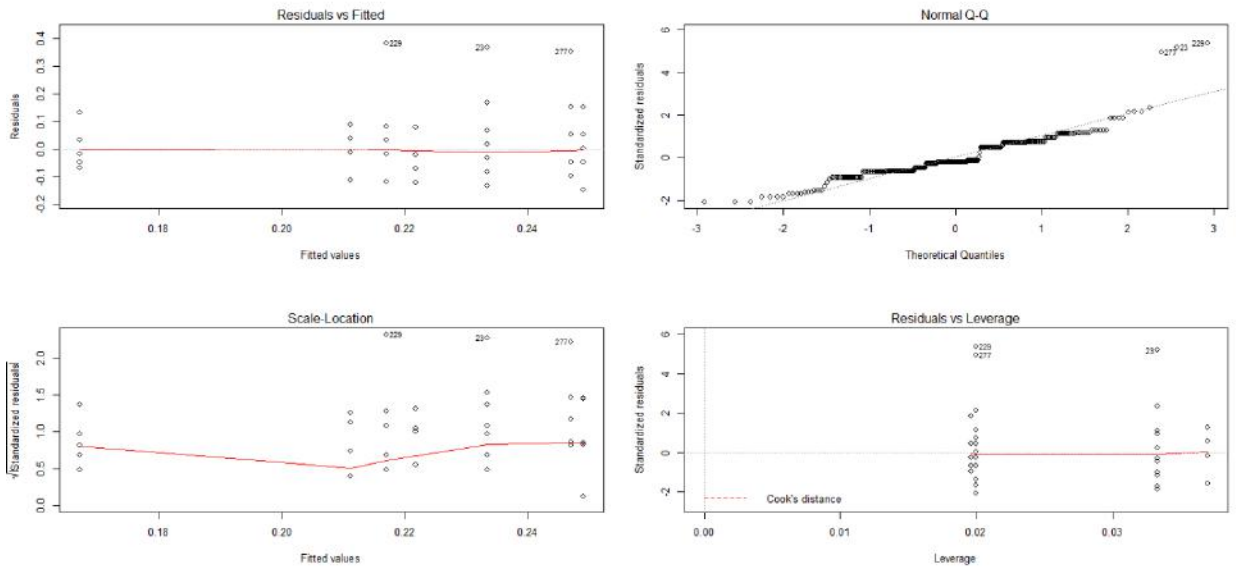 Residuals vs Fitted
Residuals
0.4
0.3
0.2
0.1
0.0
-0.1
-0.2
229
23
277
0.18 0.20 0.22 0.24
Fitted values
Normal Q-Q
Standardized residuals
6
4
2
0
-2
277
23
229
-3 -2 -1 0 1 2 3
Theoretical Quantiles
Scale-Location
√|Standardized residuals|
2.0
1.5
1.0
0.5
0.0
229
23
277
0.18 0.20 0.22 0.24
Fitted values
Residuals vs Leverage
Standardized residuals
6
4
2
0
-2
229
277
23
Cook's distance
0.00 0.01 0.02 0.03
Leverage